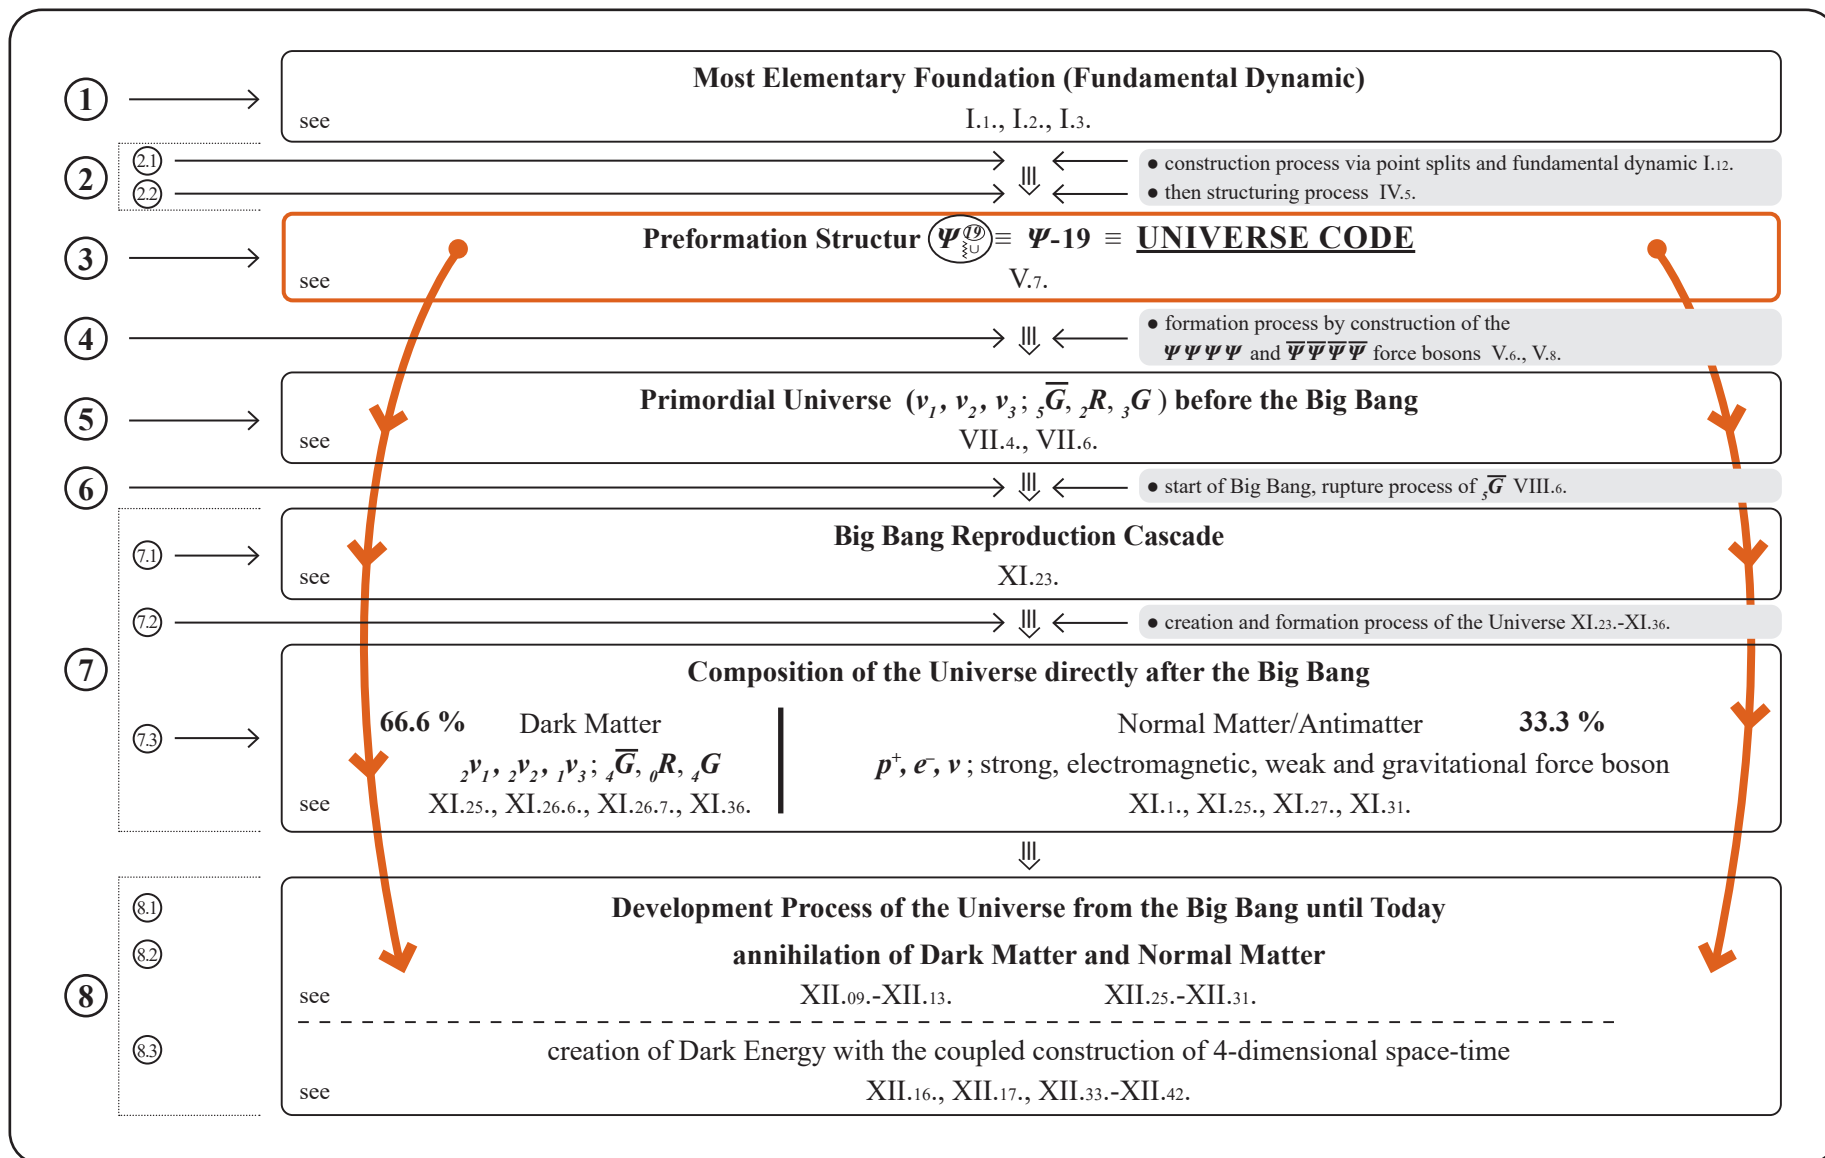 Most Elementary Foundation (Fundamental Dynamic)
1
see I.1., I.2., I.3.
2
2.1 • construction process via point splits and fundamental dynamic I.12.
2.2 • then structuring process IV.5.
Preformation Structur Ψ⑲∪ ≡ Ψ-19 ≡ UNIVERSE CODE
3
see V.7.
4
• formation process by construction of the
Ψ Ψ Ψ Ψ and Ψ̅ Ψ̅ Ψ̅ Ψ̅ force bosons V.6., V.8.
Primordial Universe (ν₁, ν₂, ν₃; ₅G̅, ₂R, ₃G ) before the Big Bang
5
see VII.4., VII.6.
6 • start of Big Bang, rupture process of ₅G̅ VIII.6.
Big Bang Reproduction Cascade
7.1
see XI.23.
7.2 • creation and formation process of the Universe XI.23.-XI.36.
7
Composition of the Universe directly after the Big Bang
66.6 % Dark Matter Normal Matter/Antimatter 33.3 %
7.3
₂ν₁, ₂ν₂, ₁ν₃; ₄G̅, ₀R, ₄G p⁺, e⁻, ν; strong, electromagnetic, weak and gravitational force boson
see XI.25., XI.26.6., XI.26.7., XI.36. XI.1., XI.25., XI.27., XI.31.
8.1 Development Process of the Universe from the Big Bang until Today
8.2 annihilation of Dark Matter and Normal Matter
8
see XII.09.-XII.13. XII.25.-XII.31.
8.3 creation of Dark Energy with the coupled construction of 4-dimensional space-time
see XII.16., XII.17., XII.33.-XII.42.